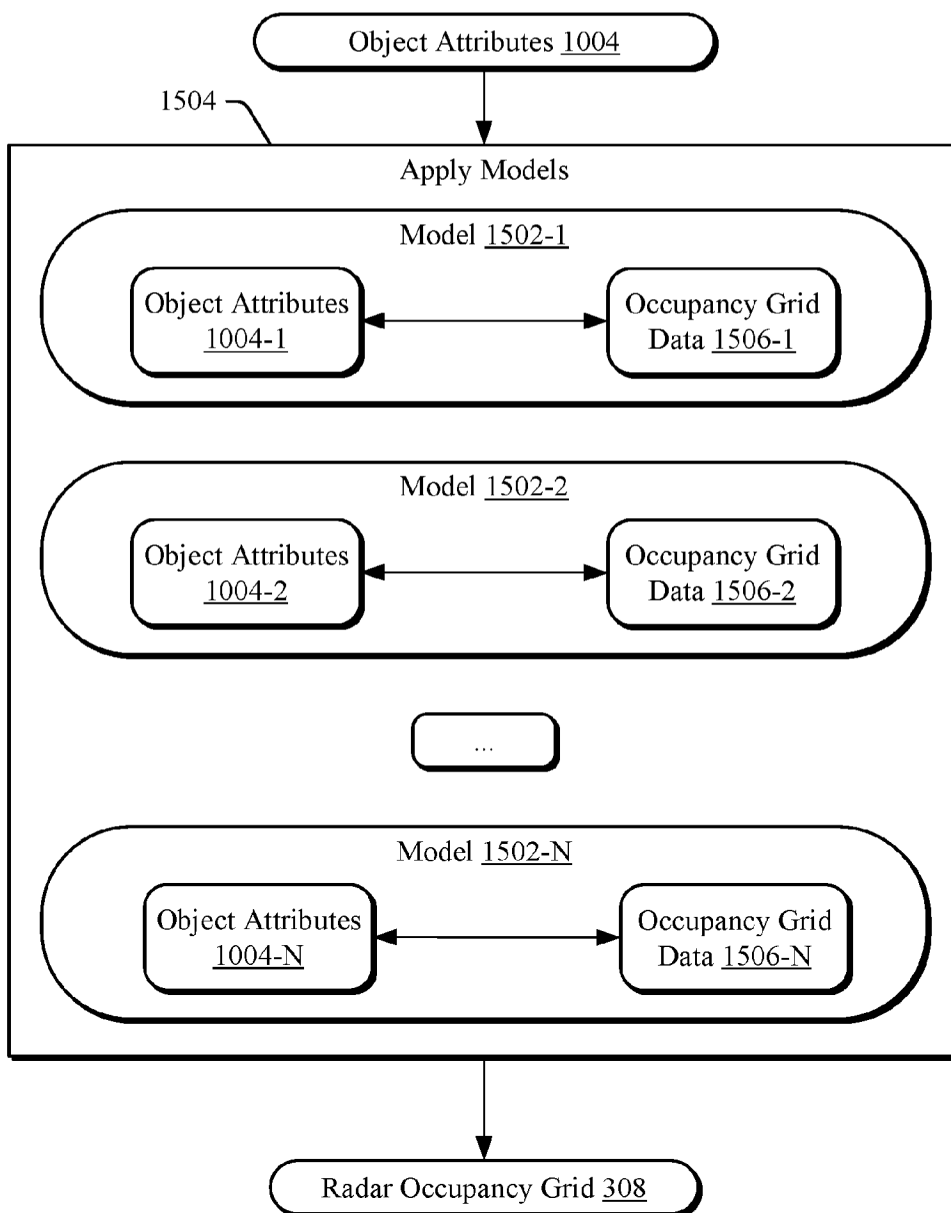 Object Attributes 1004
1504
Apply Models
Model 1502-1
Object Attributes
1004-1
Occupancy Grid
Data 1506-1
Model 1502-2
Object Attributes
1004-2
Occupancy Grid
Data 1506-2
...
Model 1502-N
Object Attributes
1004-N
Occupancy Grid
Data 1506-N
Radar Occupancy Grid 308